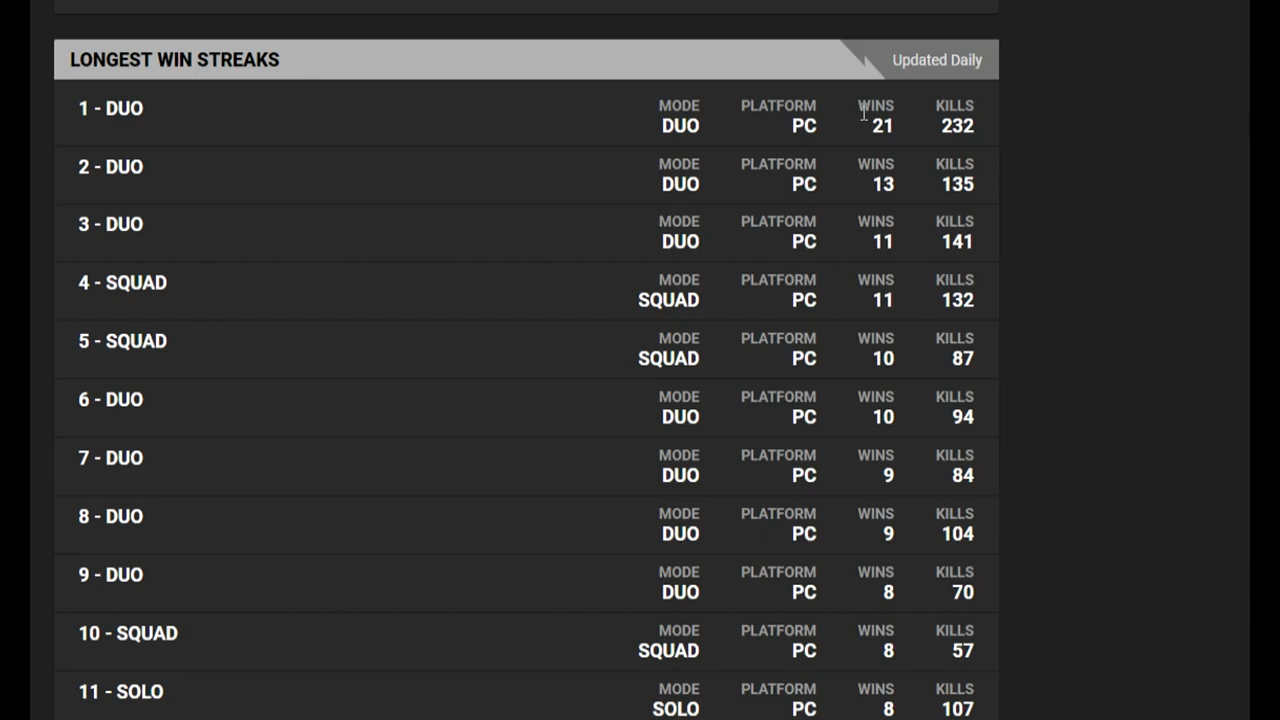 LONGEST WIN STREAKS Updated Daily
1 - DUO MODE PLATFORM WINS KILLS
DUO PC 21 232
2 - DUO MODE PLATFORM WINS KILLS
DUO PC 13 135
3 - DUO MODE PLATFORM WINS KILLS
DUO PC 11 141
4 - SQUAD MODE PLATFORM WINS KILLS
SQUAD PC 11 132
5 - SQUAD MODE PLATFORM WINS KILLS
SQUAD PC 10 87
6 - DUO MODE PLATFORM WINS KILLS
DUO PC 10 94
7 - DUO MODE PLATFORM WINS KILLS
DUO PC 9 84
8 - DUO MODE PLATFORM WINS KILLS
DUO PC 9 104
9 - DUO MODE PLATFORM WINS KILLS
DUO PC 8 70
10 - SQUAD MODE PLATFORM WINS KILLS
SQUAD PC 8 57
11 - SOLO MODE PLATFORM WINS KILLS
SOLO PC 8 107